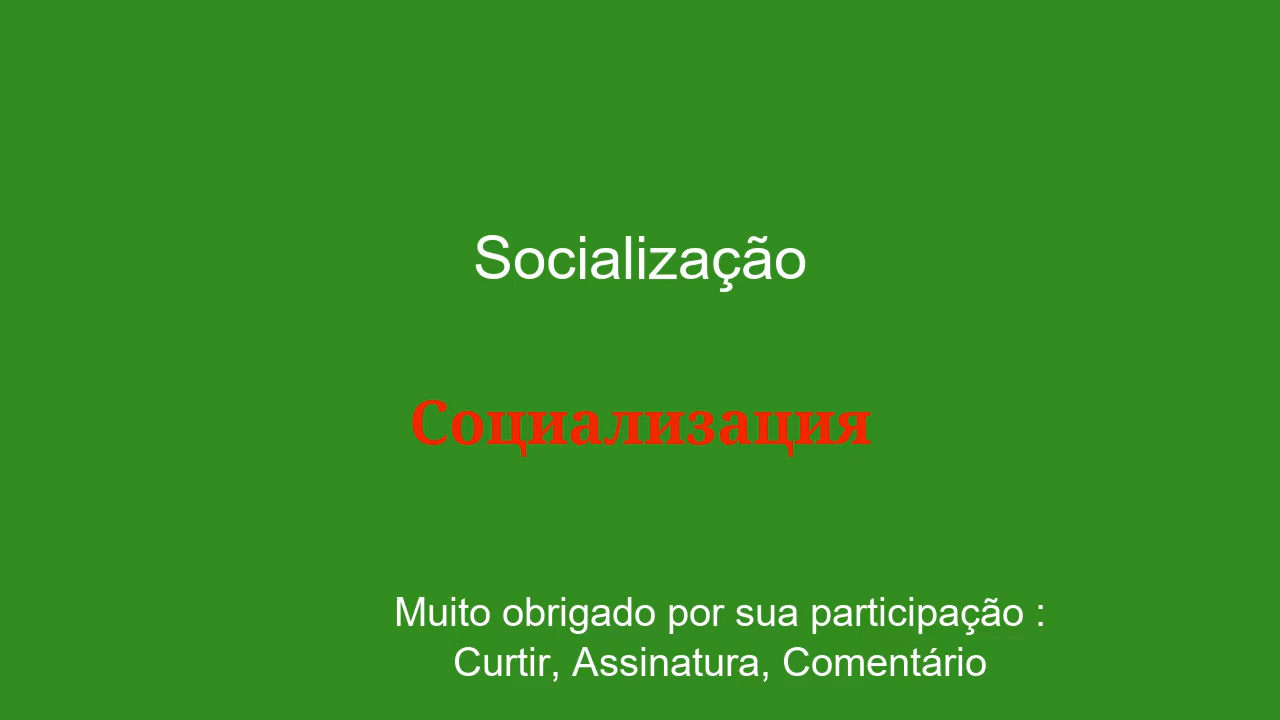 Socialização
Социализация
Muito obrigado por sua participação :
Curtir, Assinatura, Comentário